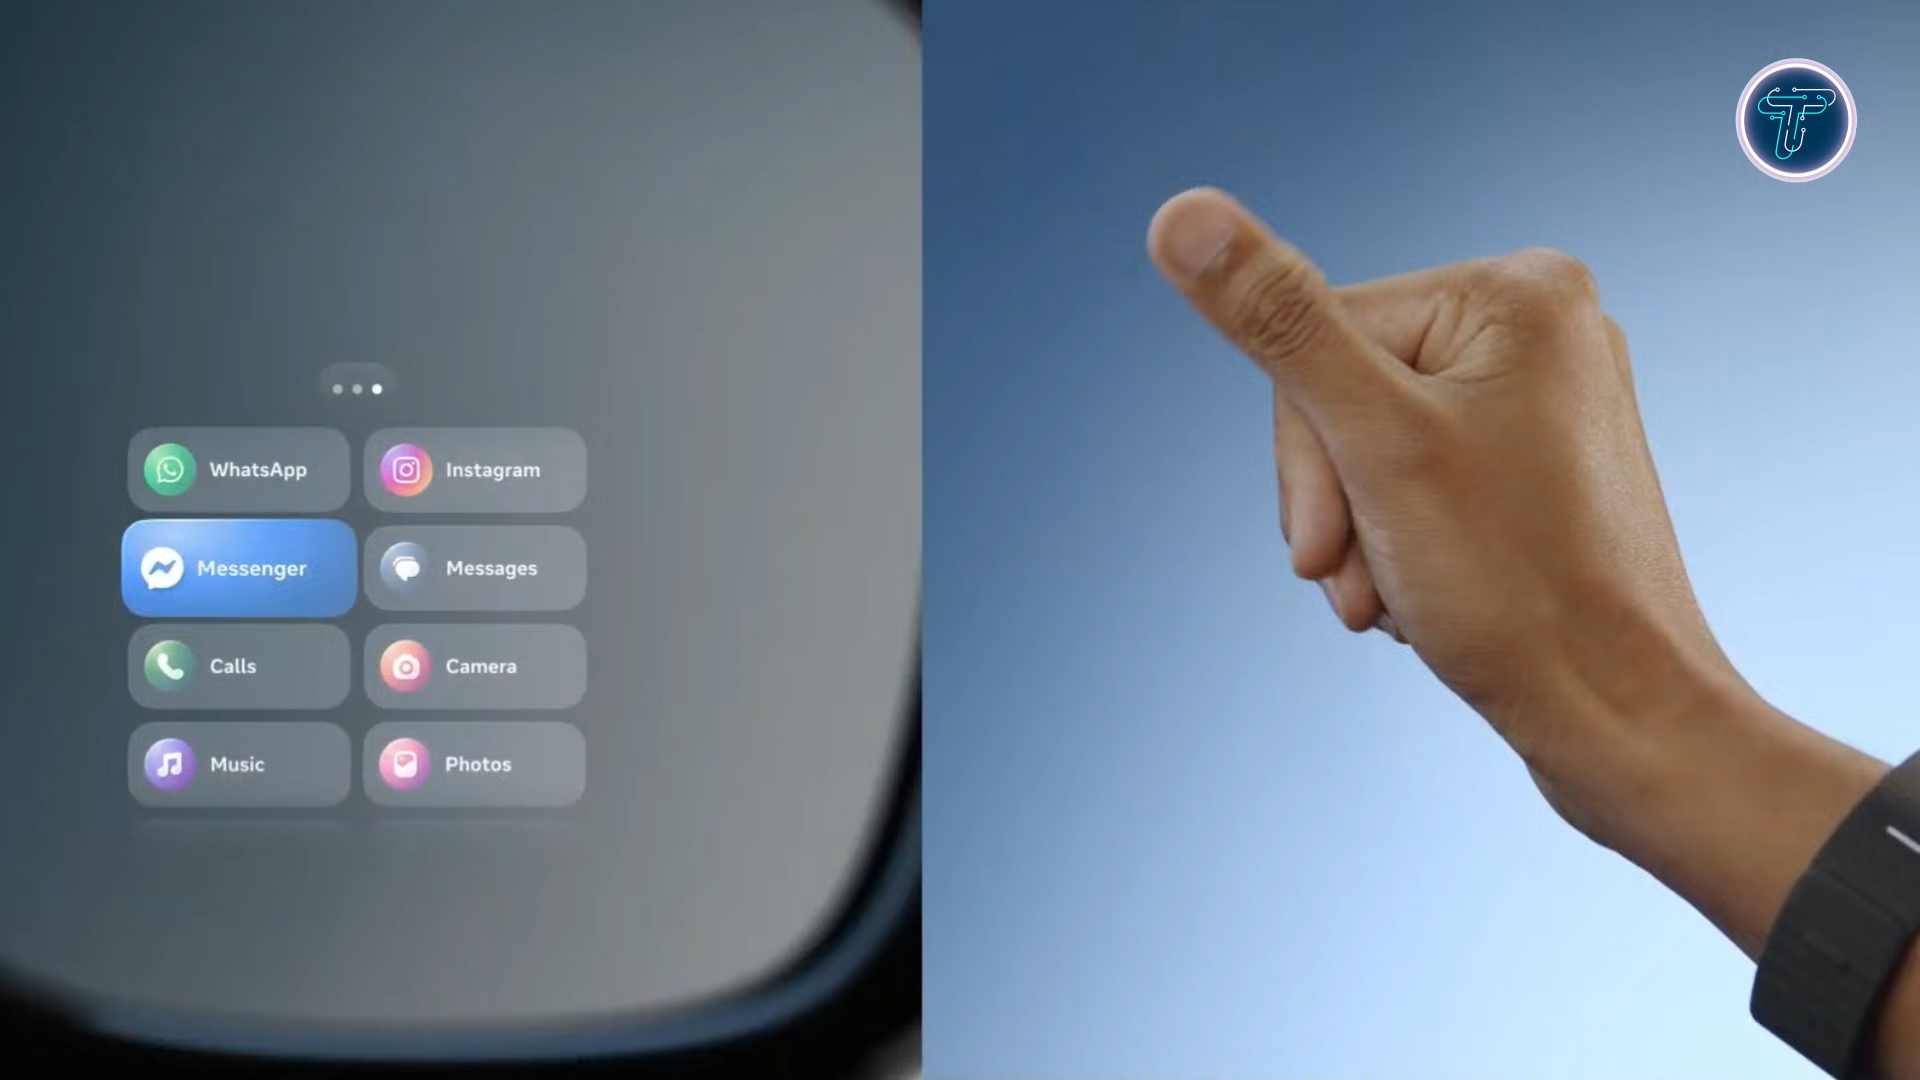 WhatsApp
Instagram
Messenger
Messages
Calls
Camera
Music
Photos